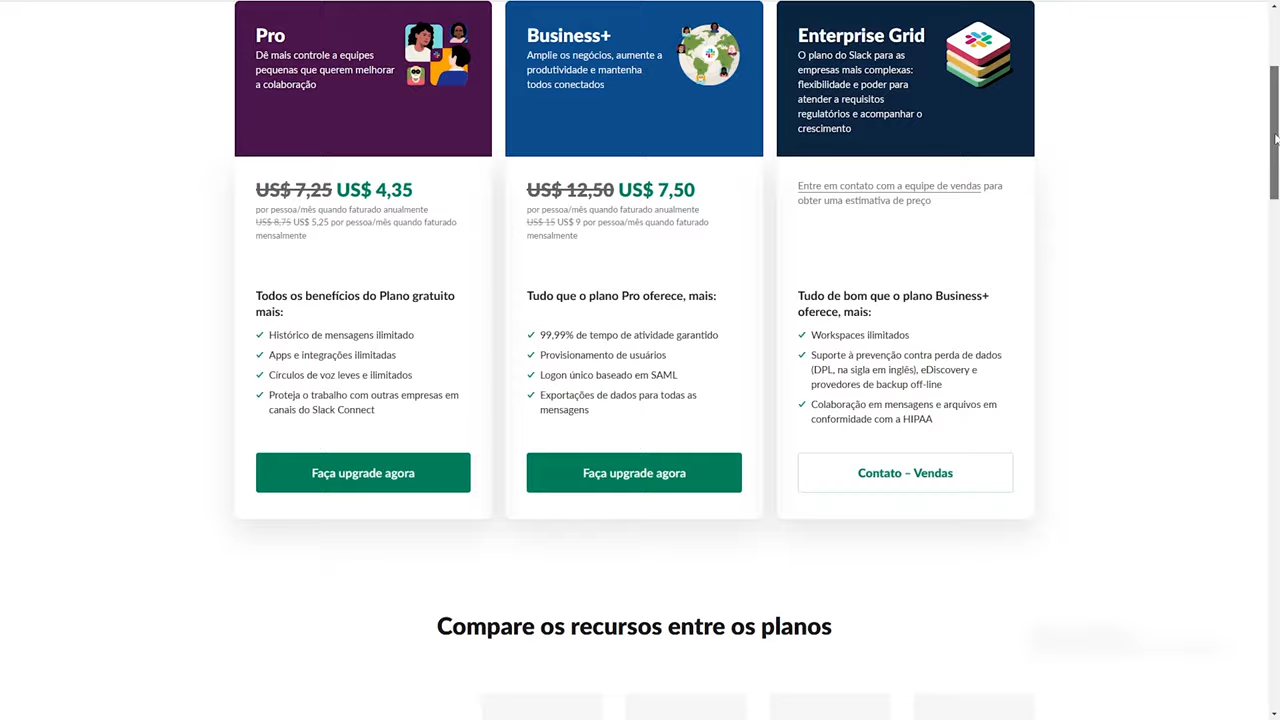 Pro
Dê mais controle a equipes
pequenas que querem melhorar
a colaboração
US$ 7,25 US$ 4,35
por pessoa/mês quando faturado anualmente
US$ 8,75 US$ 5,25 por pessoa/mês quando faturado
mensalmente
Todos os benefícios do Plano gratuito
mais:
Histórico de mensagens ilimitado
Apps e integrações ilimitadas
Círculos de voz leves e ilimitados
Proteja o trabalho com outras empresas em
canais do Slack Connect
Faça upgrade agora
Business+
Amplie os negócios, aumente a
produtividade e mantenha
todos conectados
US$ 12,50 US$ 7,50
por pessoa/mês quando faturado anualmente
US$ 15 US$ 9 por pessoa/mês quando faturado
mensalmente
Tudo que o plano Pro oferece, mais:
99,99% de tempo de atividade garantido
Provisionamento de usuários
Logon único baseado em SAML
Exportações de dados para todas as
mensagens
Faça upgrade agora
Enterprise Grid
O plano do Slack para as
empresas mais complexas:
flexibilidade e poder para
atender a requisitos
regulatórios e acompanhar o
crescimento
Entre em contato com a equipe de vendas para
obter uma estimativa de preço
Tudo de bom que o plano Business+
oferece, mais:
Workspaces ilimitados
Suporte à prevenção contra perda de dados
(DPL, na sigla em inglês), eDiscovery e
provedores de backup off-line
Colaboração em mensagens e arquivos em
conformidade com a HIPAA
Contato – Vendas
Compare os recursos entre os planos